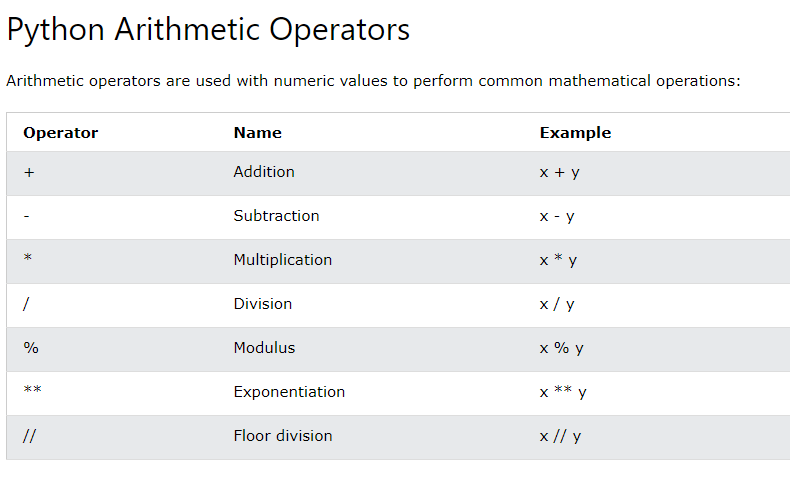 Python Arithmetic Operators
Arithmetic operators are used with numeric values to perform common mathematical operations:
Operator Name Example
+ Addition x + y
- Subtraction x - y
* Multiplication x * y
/ Division x / y
% Modulus x % y
** Exponentiation x ** y
// Floor division x // y